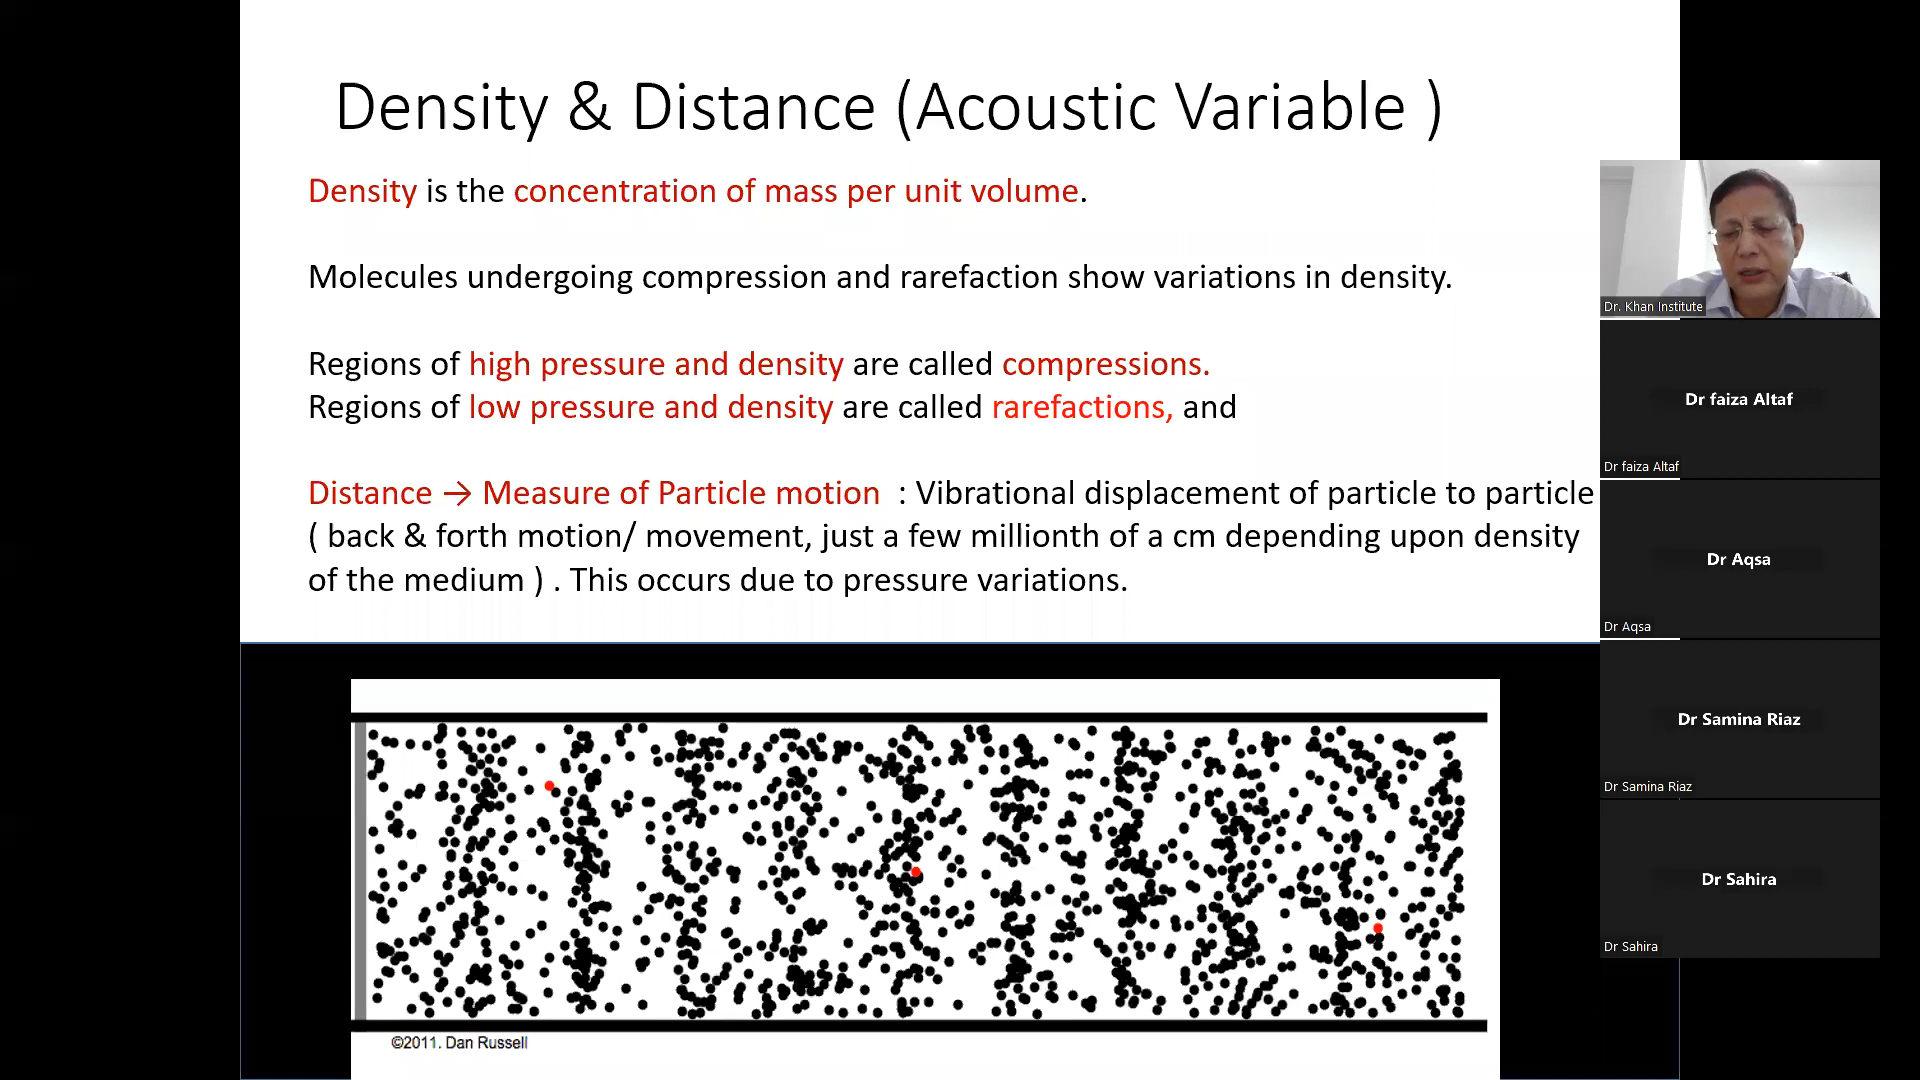 Density & Distance (Acoustic Variable )
Density is the concentration of mass per unit volume.
Molecules undergoing compression and rarefaction show variations in density.
Regions of high pressure and density are called compressions.
Regions of low pressure and density are called rarefactions, and
Distance → Measure of Particle motion : Vibrational displacement of particle to particle
( back & forth motion/ movement, just a few millionth of a cm depending upon density
of the medium ) . This occurs due to pressure variations.
©2011. Dan Russell
Dr. Khan Institute
Dr faiza Altaf
Dr faiza Altaf
Dr Aqsa
Dr Aqsa
Dr Samina Riaz
Dr Samina Riaz
Dr Sahira
Dr Sahira